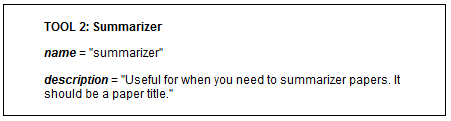 TOOL 2: Summarizer
name = "summarizer"
description = "Useful for when you need to summarizer papers. It
should be a paper title."